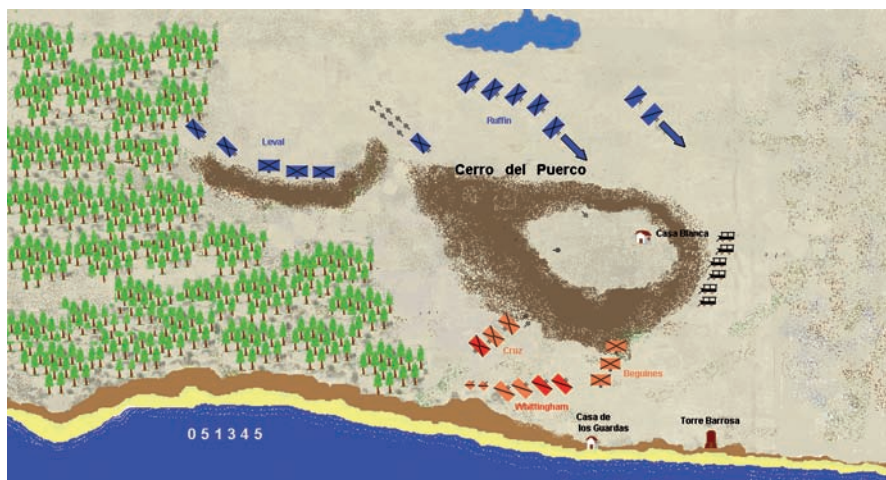 Leval
Ruffin
Cerro del Puerco
Casa Blanca
Cruz
Beguines
Whittingham
Casa de
los Guardas
Torre Barrosa
051345